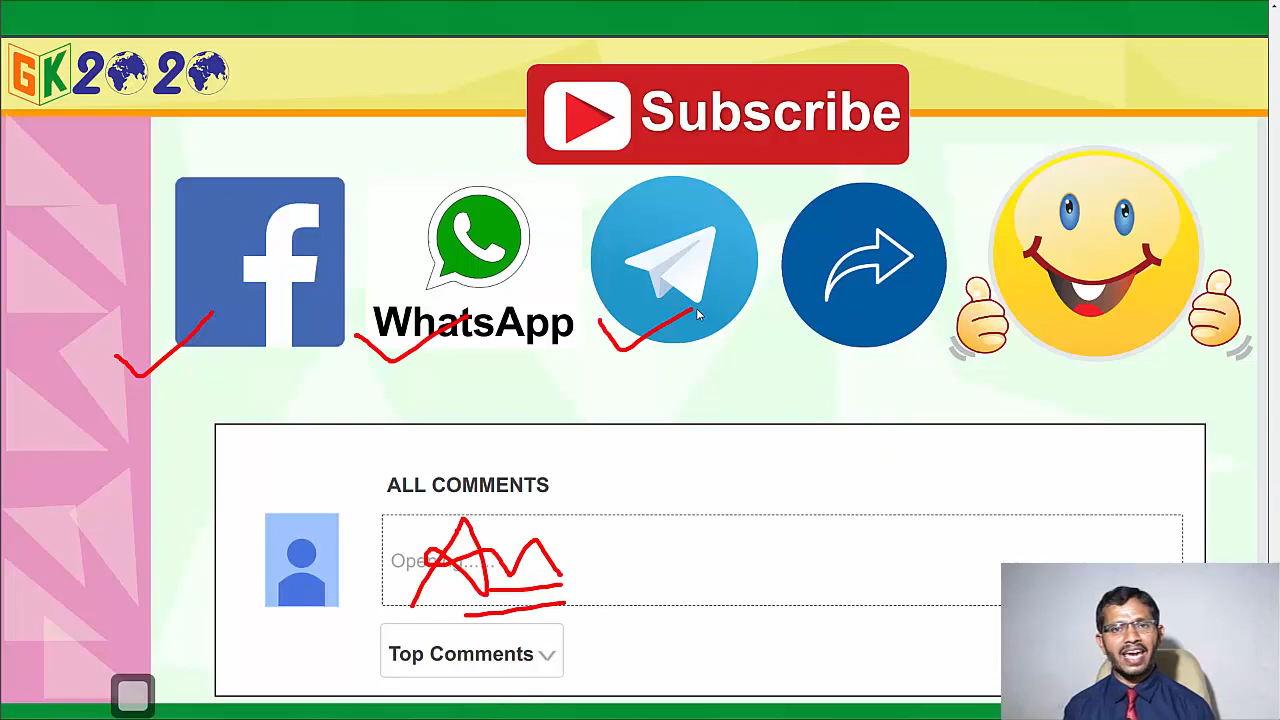 GK2020
Subscribe
WhatsApp
ALL COMMENTS
Top Comments